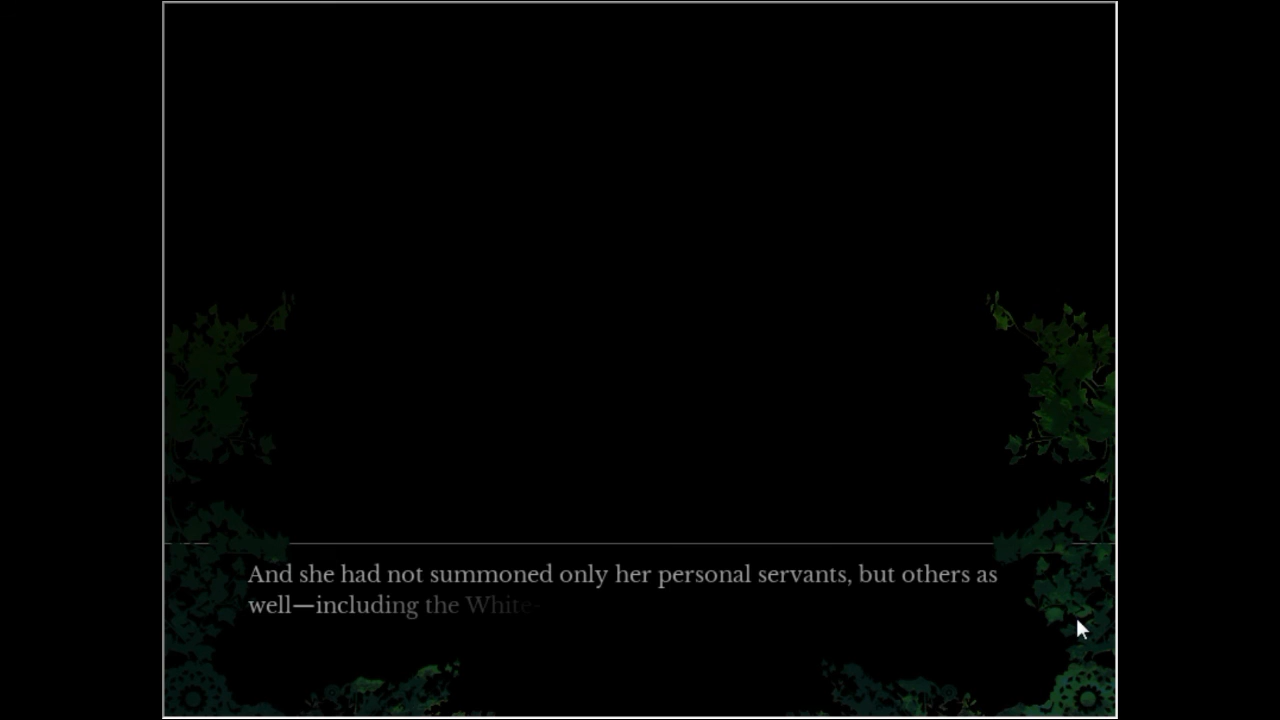 And she had not summoned only her personal servants, but others as
well—including the White-